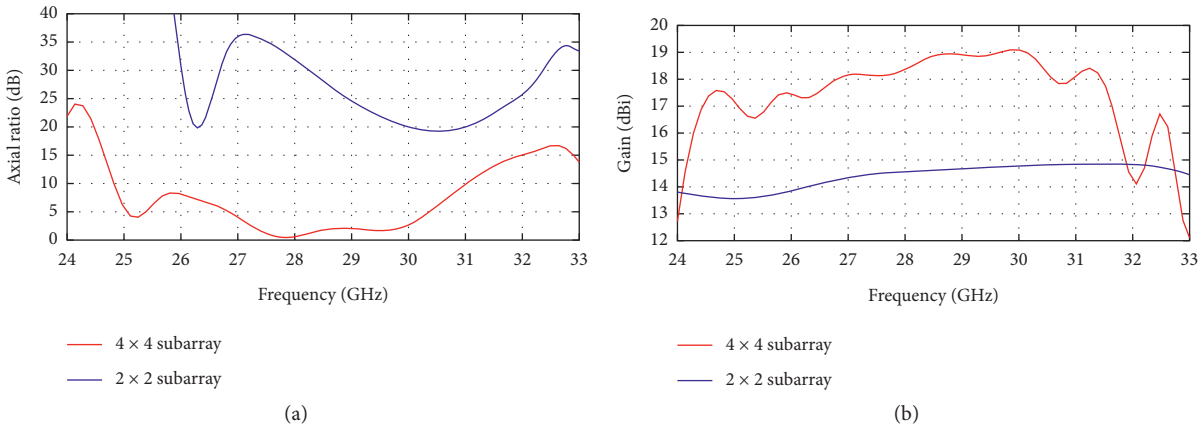 40
35
30
25
20
15
10
5
0
Axial ratio (dB)
24 25 26 27 28 29 30 31 32 33
Frequency (GHz)
4 × 4 subarray
2 × 2 subarray
(a)
20
19
18
17
16
15
14
13
12
Gain (dBi)
24 25 26 27 28 29 30 31 32 33
Frequency (GHz)
4 × 4 subarray
2 × 2 subarray
(b)